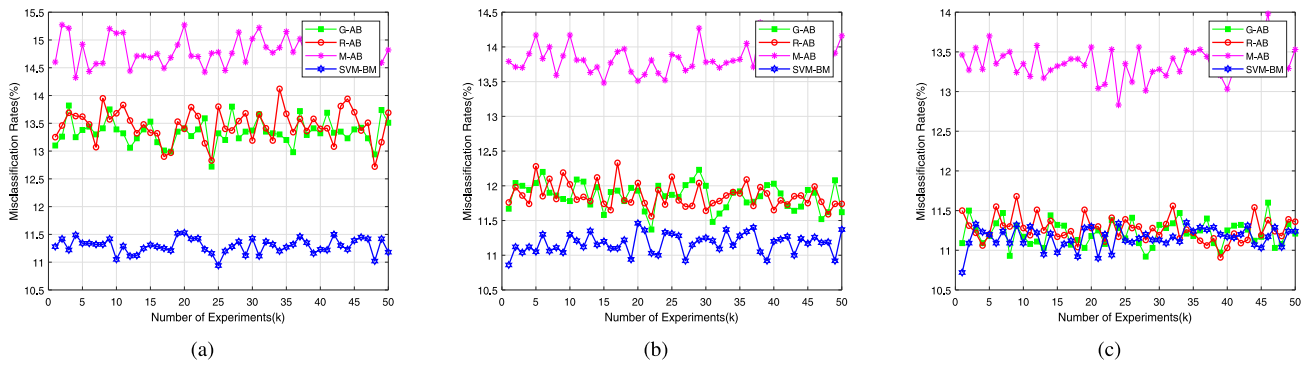 15.5
15
14.5
14
13.5
13
12.5
12
11.5
11
10.5
0 5 10 15 20 25 30 35 40 45 50
Misclassification Rates(%)
Number of Experiments(k)
G-AB
R-AB
M-AB
SVM-BM
(a)
14.5
14
13.5
13
12.5
12
11.5
11
10.5
0 5 10 15 20 25 30 35 40 45 50
Misclassification Rates(%)
Number of Experiments(k)
G-AB
R-AB
M-AB
SVM-BM
(b)
14
13.5
13
12.5
12
11.5
11
10.5
0 5 10 15 20 25 30 35 40 45 50
Misclassification Rates(%)
Number of Experiments(k)
G-AB
R-AB
M-AB
SVM-BM
(c)